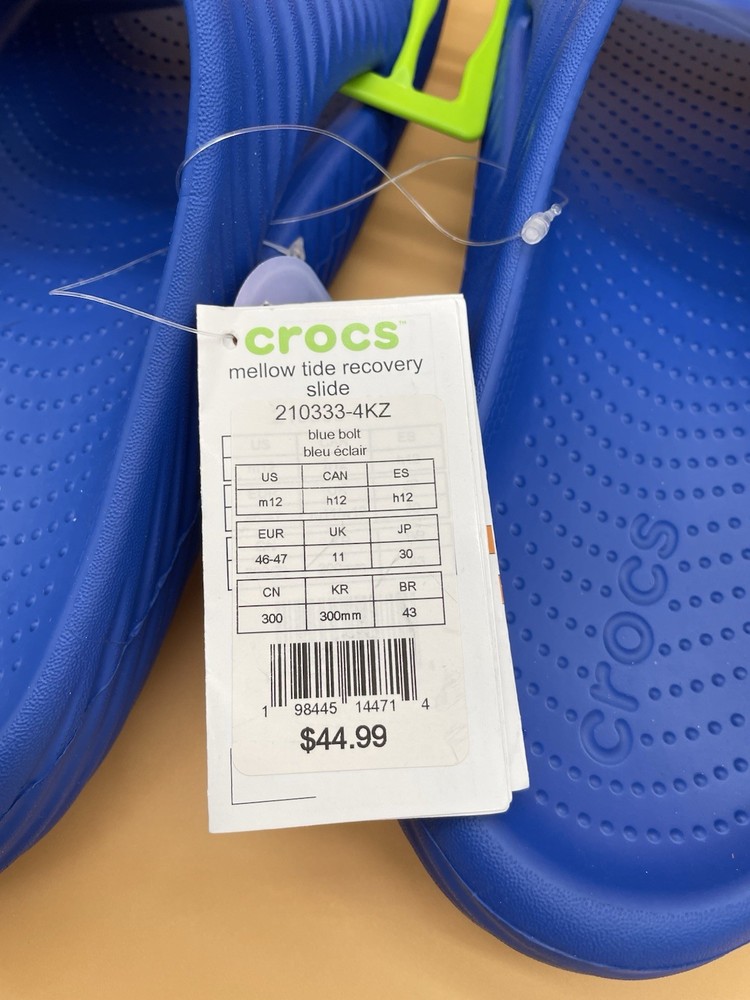 crocs™
mellow tide recovery
slide
210333-4KZ
blue bolt
bleu éclair
US CAN ES
m12 h12 h12
EUR UK JP
46-47 11 30
CN KR BR
300 300mm 43
1 98445 14471 4
$44.99
crocs